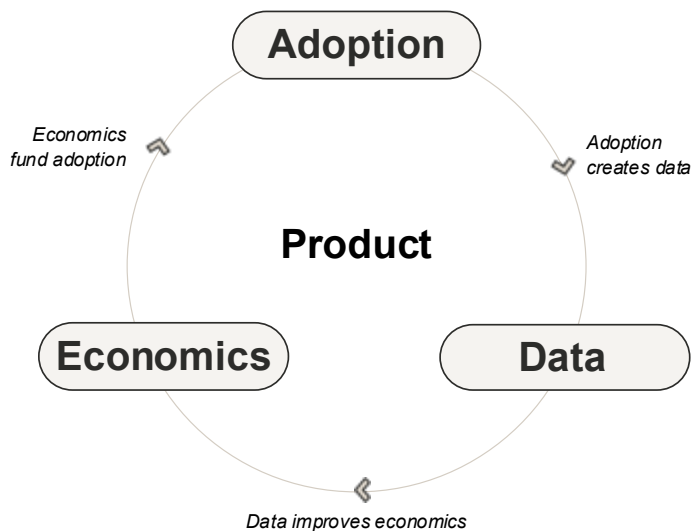 Adoption
Economics
fund adoption
Adoption
creates data
Product
Economics
Data
Data improves economics